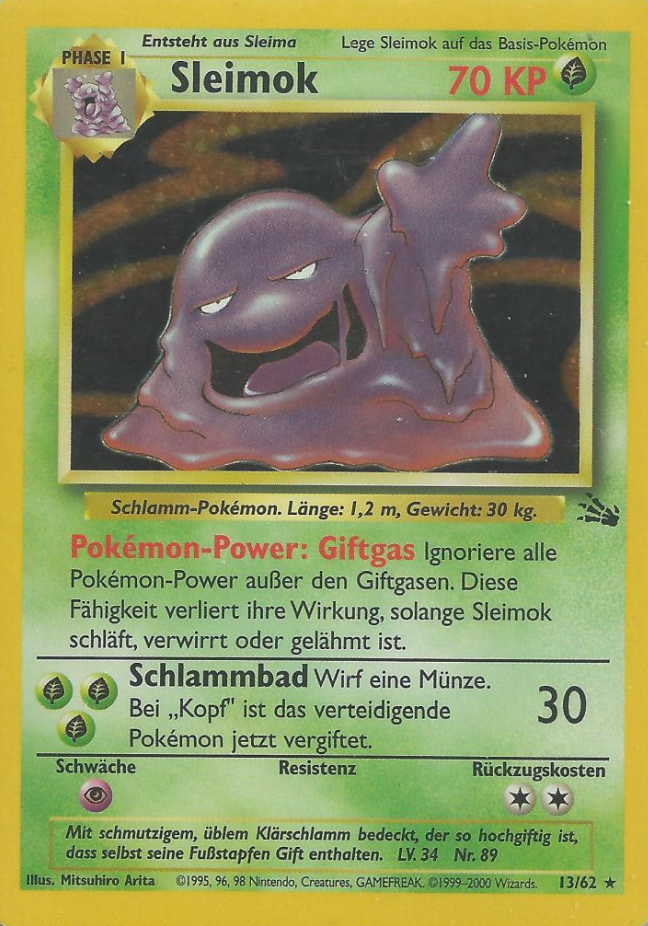 Entsteht aus Sleima
Lege Sleimok auf das Basis-Pokémon
PHASE 1
Sleimok
70 KP
Schlamm-Pokémon. Länge: 1,2 m, Gewicht: 30 kg.
Pokémon-Power: Giftgas Ignoriere alle
Pokémon-Power außer den Giftgasen. Diese
Fähigkeit verliert ihre Wirkung, solange Sleimok
schläft, verwirrt oder gelähmt ist.
Schlammbad Wirf eine Münze.
Bei „Kopf" ist das verteidigende
Pokémon jetzt vergiftet.
30
Schwäche
Resistenz
Rückzugskosten
Mit schmutzigem, üblem Klärschlamm bedeckt, der so hochgiftig ist,
dass selbst seine Fußstapfen Gift enthalten. LV. 34 Nr. 89
Illus. Mitsuhiro Arita ©1995, 96, 98 Nintendo, Creatures, GAMEFREAK. ©1999-2000 Wizards. 13/62 ★